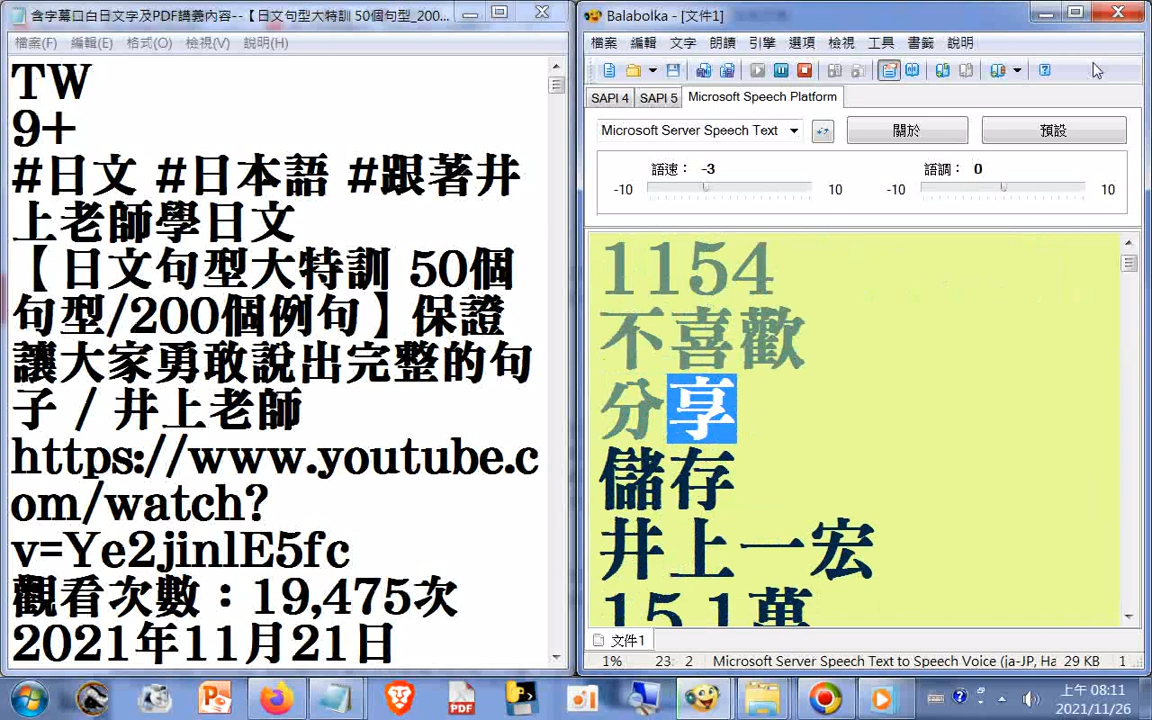 含字幕口白日文字及PDF講義內容--【日文句型大特訓 50個句型_200...
檔案(F) 編輯(E) 格式(O) 檢視(V) 說明(H)
TW
9+
#日文 #日本語 #跟著井
上老師學日文
【日文句型大特訓 50個
句型/200個例句】保證
讓大家勇敢說出完整的句
子 / 井上老師
https://www.youtube.c
om/watch?
v=Ye2jinlE5fc
觀看次數：19,475次
2021年11月21日
Balabolka - [文件1]
檔案 編輯 文字 朗讀 引擎 選項 檢視 工具 書籤 說明
SAPI 4 SAPI 5 Microsoft Speech Platform
Microsoft Server Speech Text 關於 預設
語速： -3 語調： 0
-10 10 -10 10
1154
不喜歡
分享
儲存
井上一宏
15.1萬
文件1
1% 23: 2 Microsoft Server Speech Text to Speech Voice (ja-JP, Ha 29 KB 1
上午 08:11
2021/11/26